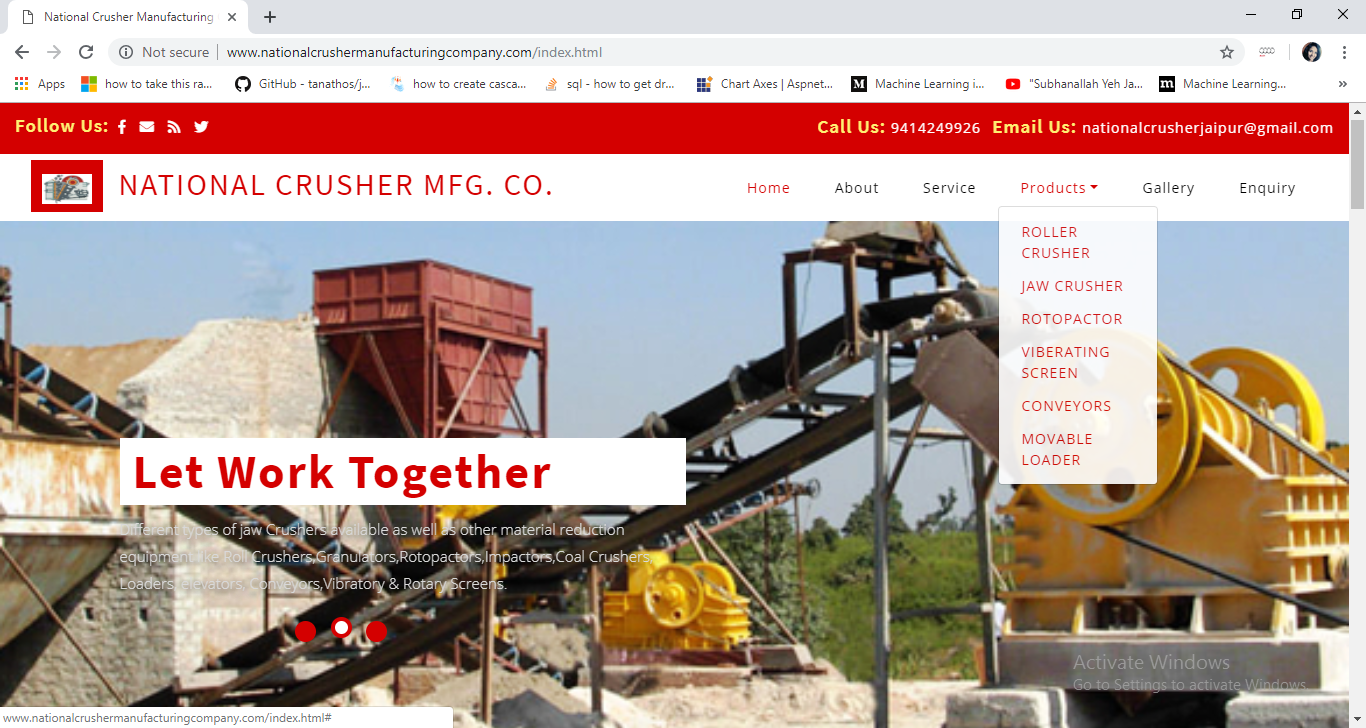 National Crusher Manufacturing
Not secure
www.nationalcrushermanufacturingcompany.com/index.html
Apps
how to take this ra...
GitHub - tanathos/j...
how to create casca...
sql - how to get dr...
Chart Axes | Aspnet...
Machine Learning i...
"Subhanallah Yeh Ja...
Machine Learning...
Follow Us:
Call Us: 9414249926 Email Us: nationalcrusherjaipur@gmail.com
NATIONAL CRUSHER MFG. CO.
Home
About
Service
Products
Gallery
Enquiry
ROLLER
CRUSHER
JAW CRUSHER
ROTOPACTOR
VIBERATING
SCREEN
CONVEYORS
MOVABLE
LOADER
Let Work Together
Different types of jaw Crushers available as well as other material reduction
equipment like Roll Crushers,Granulators,Rotopactors,Impactors,Coal Crushers,
Loaders, elevators, Conveyors,Vibratory & Rotary Screens.
Activate Windows
Go to Settings to activate Windows.
www.nationalcrushermanufacturingcompany.com/index.html#